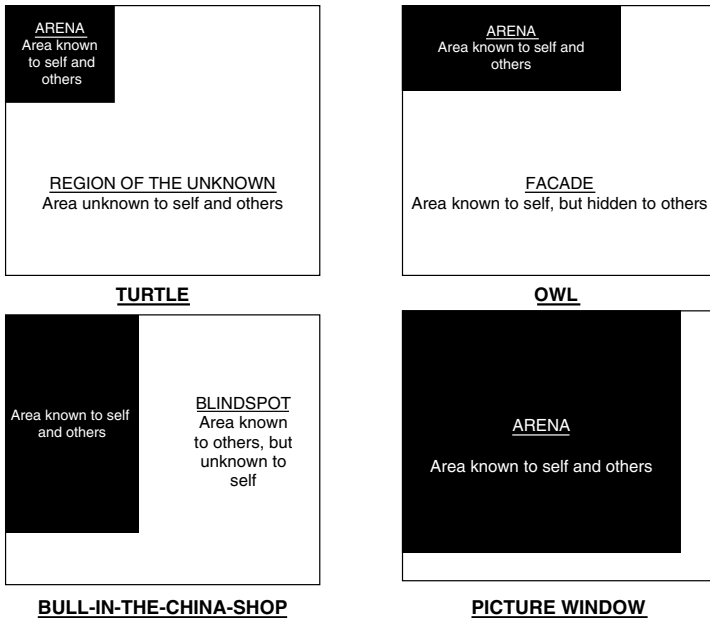 ARENA
Area known
to self and
others
REGION OF THE UNKNOWN
Area unknown to self and others
TURTLE
ARENA
Area known to self and
others
FACADE
Area known to self, but hidden to others
OWL
Area known to self
and others
BLINDSPOT
Area known
to others, but
unknown to
self
BULL-IN-THE-CHINA-SHOP
ARENA
Area known to self and others
PICTURE WINDOW